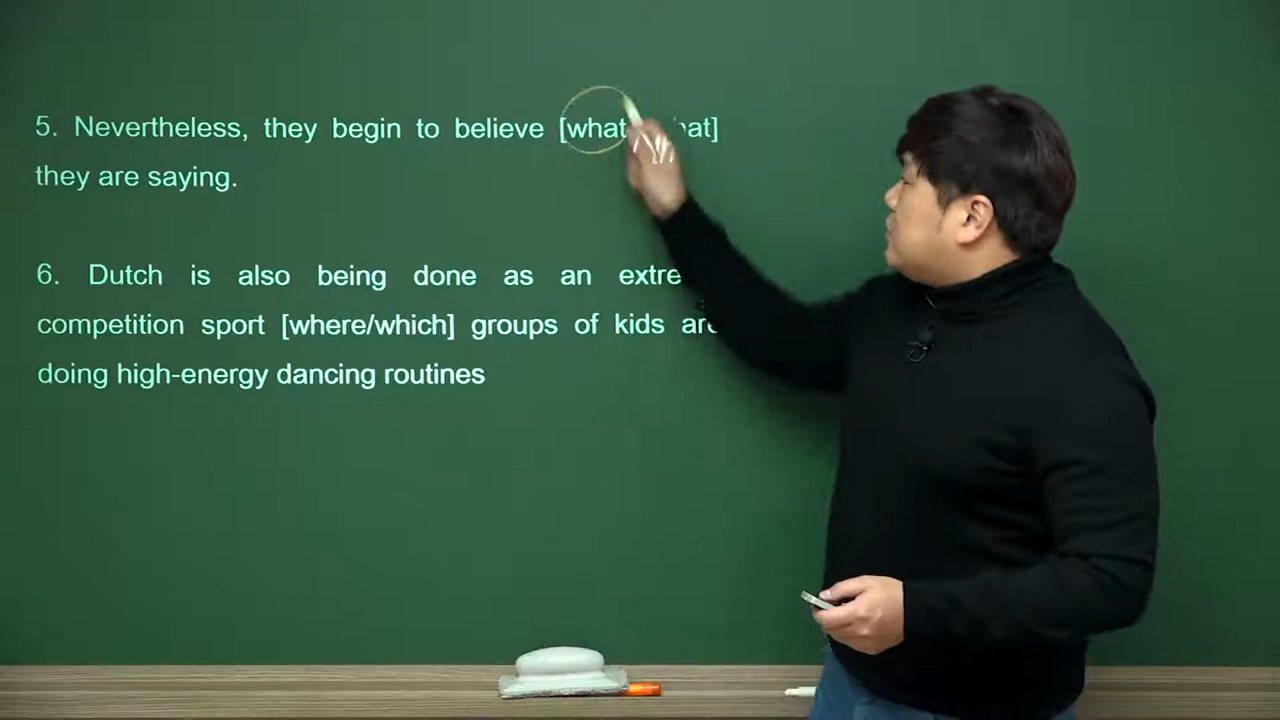 5. Nevertheless, they begin to believe [what
they are saying.
6. Dutch is also being done as an
competition sport [where/which] groups of kids are
doing high-energy dancing routines